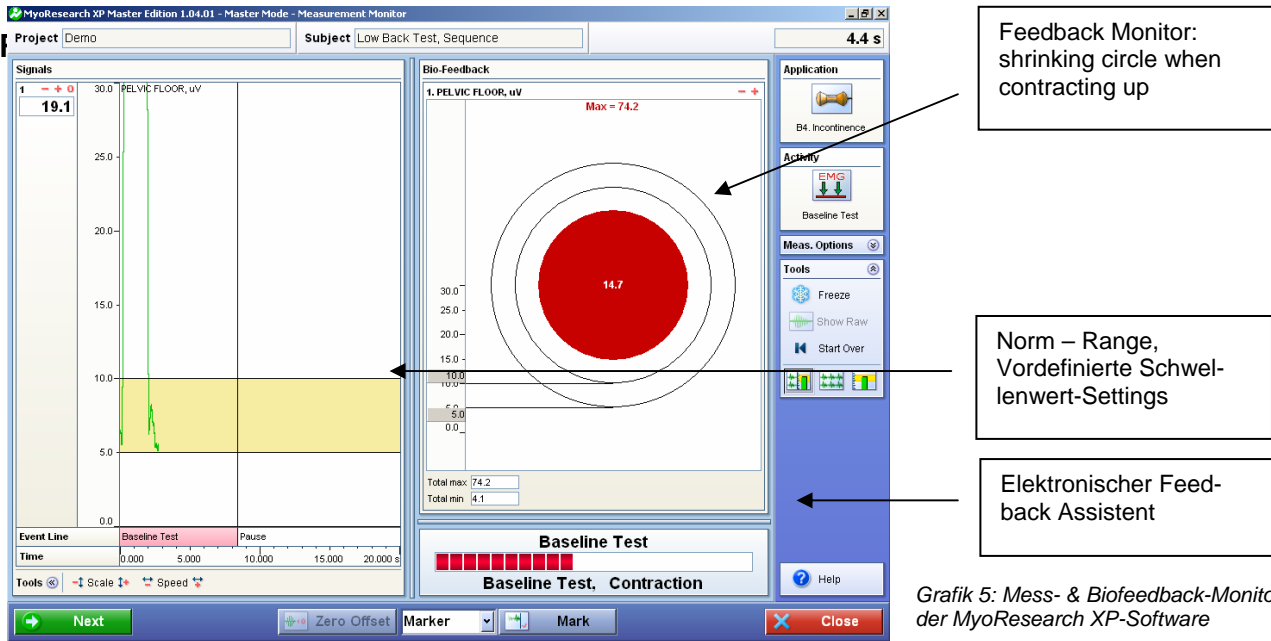 MyoResearch XP Master Edition 1.04.01 - Master Mode - Measurement Monitor
Project Demo
Subject Low Back Test, Sequence
4.4 s
Signals
1 - + 0
19.1
30.0 PELVIC FLOOR, uV
25.0
20.0
15.0
10.0
5.0
0.0
Event Line Baseline Test Pause
Time 0.000 5.000 10.000 15.000 20.000 s
Tools Scale Speed
Bio-Feedback
1. PELVIC FLOOR, uV - +
Max = 74.2
14.7
30.0
25.0
20.0
15.0
10.0
10.0
5.0
5.0
0.0
Total max 74.2
Total min 4.1
Baseline Test
Baseline Test, Contraction
Application
B4. Incontinence
Activity
EMG
Baseline Test
Meas. Options
Tools
Freeze
Show Raw
Start Over
Help
Next
Zero Offset
Marker
Mark
Close
Feedback Monitor:
shrinking circle when
contracting up
Norm – Range,
Vordefinierte Schwel-
lenwert-Settings
Elektronischer Feed-
back Assistent
Grafik 5: Mess- & Biofeedback-Monito
der MyoResearch XP-Software